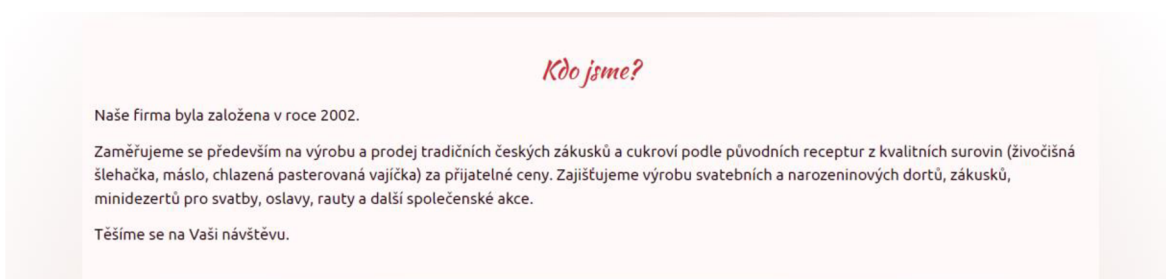 Kdo jsme?
Naše firma byla založena v roce 2002.
Zaměřujeme se především na výrobu a prodej tradičních českých zákusků a cukroví podle původních receptur z kvalitních surovin (živočišná
šlehačka, máslo, chlazená pasterovaná vajíčka) za přijatelné ceny. Zajišťujeme výrobu svatebních a narozeninových dortů, zákusků,
minidezertů pro svatby, oslavy, rauty a další společenské akce.
Těšíme se na Vaši návštěvu.